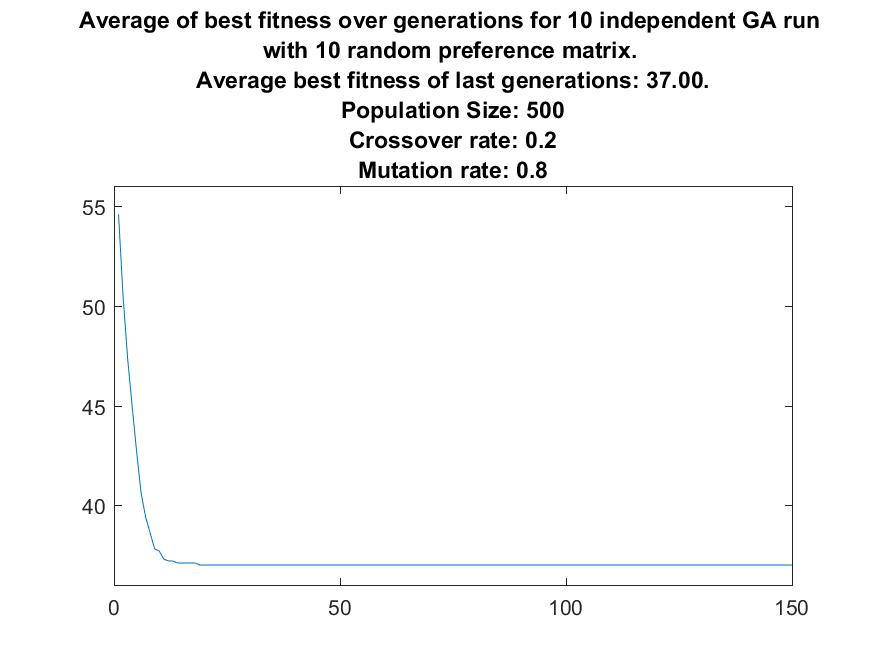 Average of best fitness over generations for 10 independent GA run
with 10 random preference matrix.
Average best fitness of last generations: 37.00.
Population Size: 500
Crossover rate: 0.2
Mutation rate: 0.8
55
50
45
40
0 50 100 150